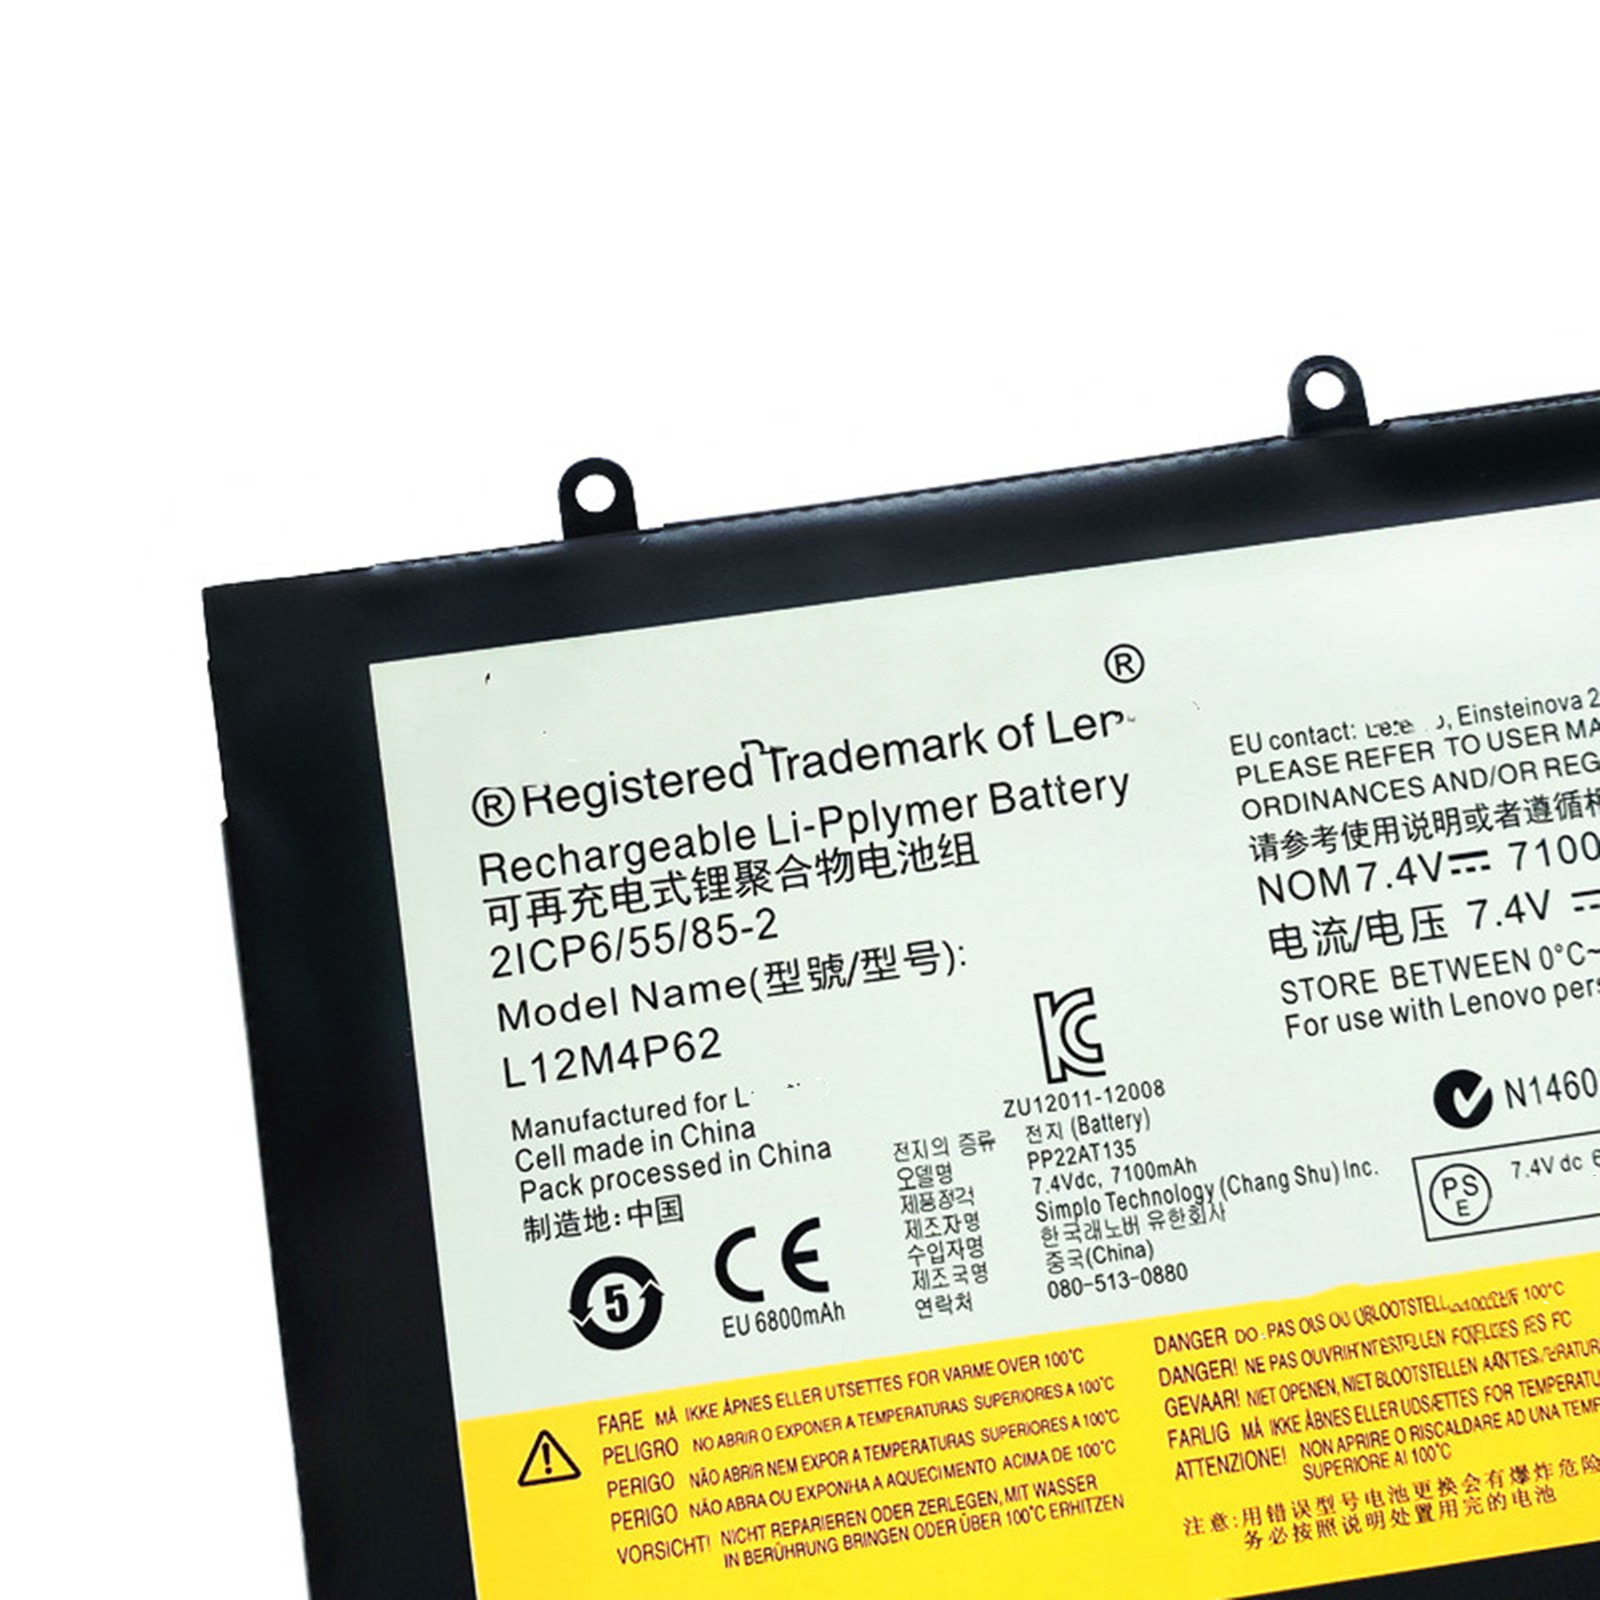 ®
®Registered Trademark of Len
Rechargeable Li-Pplymer Battery
可再充电式锂聚合物电池组
2ICP6/55/85-2
Model Name(型號/型号):
L12M4P62
Manufactured for L
Cell made in China
Pack processed in China
制造地:中国
5
CE
EU 6800mAh
KC
ZU12011-12008
전지의 종류 전지 (Battery)
모델명 PP22AT135
제품정격 7.4Vdc, 7100mAh
제조자명 Simplo Technology (Chang Shu) Inc.
수입자명 한국래노버 유한회사
제조국명 중국(China)
연락처 080-513-0880
EU contact: Einsteinova 2
PLEASE REFER TO USER MA
ORDINANCES AND/OR REG
请参考使用说明或者遵循相
NOM 7.4V⎓ 7100
电流/电压 7.4V ⎓
STORE BETWEEN 0°C~
For use with Lenovo pers
N1460
PSE
7.4V dc 6
FARE MÅ IKKE ÅPNES ELLER UTSETTES FOR VARME OVER 100°C
PELIGRO NO ABRIR O EXPONER A TEMPERATURAS SUPERIORES A 100°C
PERIGO NÃO ABRIR NEM EXPOR A TEMPERATURAS SUPERIORES A 100°C
PERIGO NÃO ABRA OU EXPONHA A AQUECIMENTO ACIMA DE 100°C
VORSICHT! NICHT REPARIEREN ODER ZERLEGEN, MIT WASSER
IN BERÜHRUNG BRINGEN ODER ÜBER 100°C ERHITZEN
DANGER DO PAS 100°C
DANGER! NE PAS
GEVAAR! NIET OPENEN, NIET BLOOTSTELLEN
FARLIG MÅ IKKE ÅBNES ELLER UDSÆTTES FOR TEMPERATU
ATTENZIONE! NON APRIRE O RISCALDARE AD UNA TEMP
SUPERIORE AI 100°C
注意:用错误型号电池更换会有爆炸危险
务必按照说明处置用完的电池